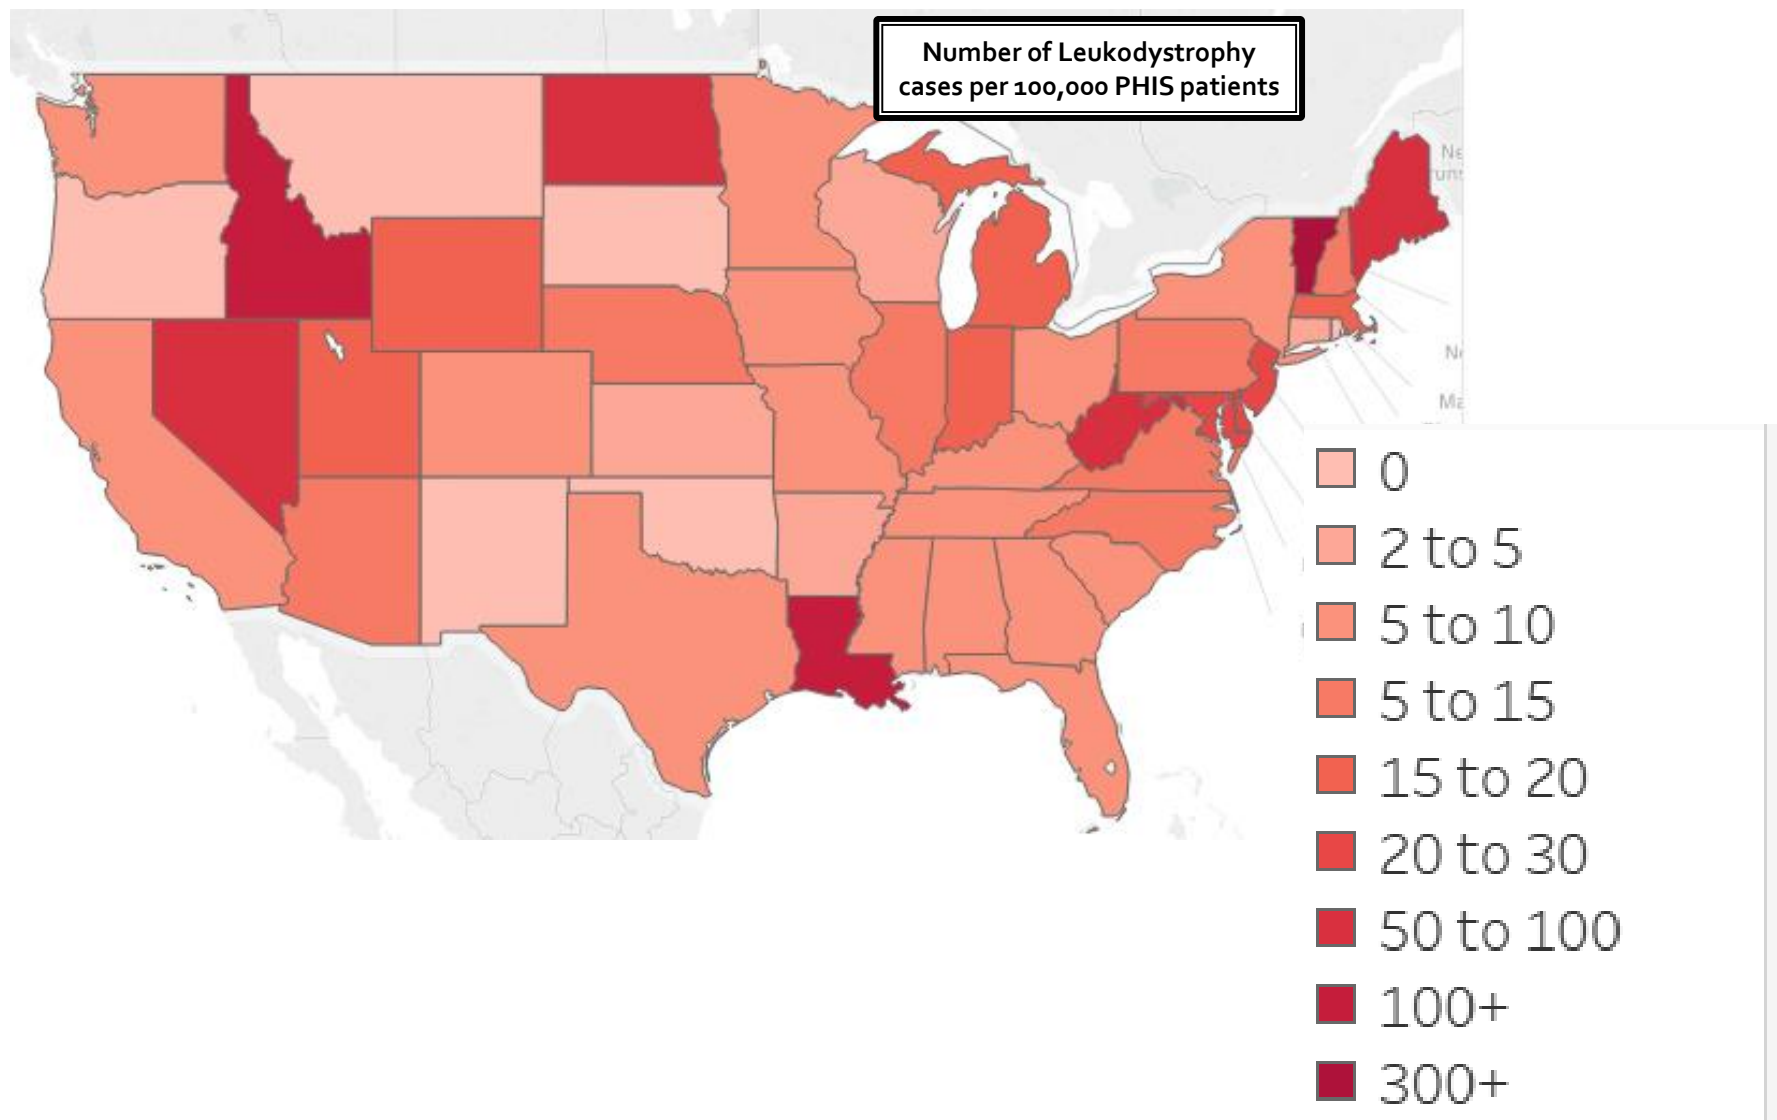 Number of Leukodystrophy
cases per 100,000 PHIS patients
0
2 to 5
5 to 10
5 to 15
15 to 20
20 to 30
50 to 100
100+
300+